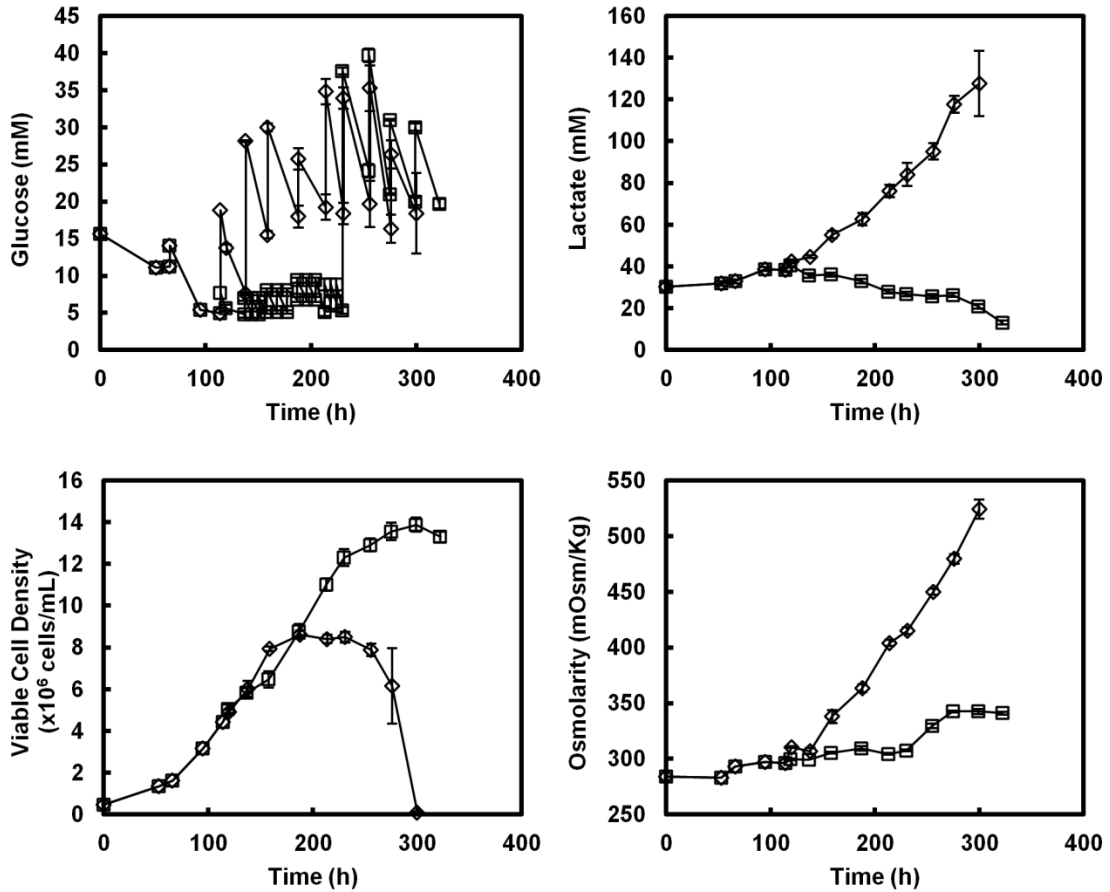 45
40
35
30
25
20
15
10
5
0
Glucose (mM)
0 100 200 300 400
Time (h)
160
140
120
100
80
60
40
20
0
Lactate (mM)
0 100 200 300 400
Time (h)
16
14
12
10
8
6
4
2
0
Viable Cell Density
(x10⁶ cells/mL)
0 100 200 300 400
Time (h)
550
500
450
400
350
300
250
Osmolarity (mOsm/Kg)
0 100 200 300 400
Time (h)